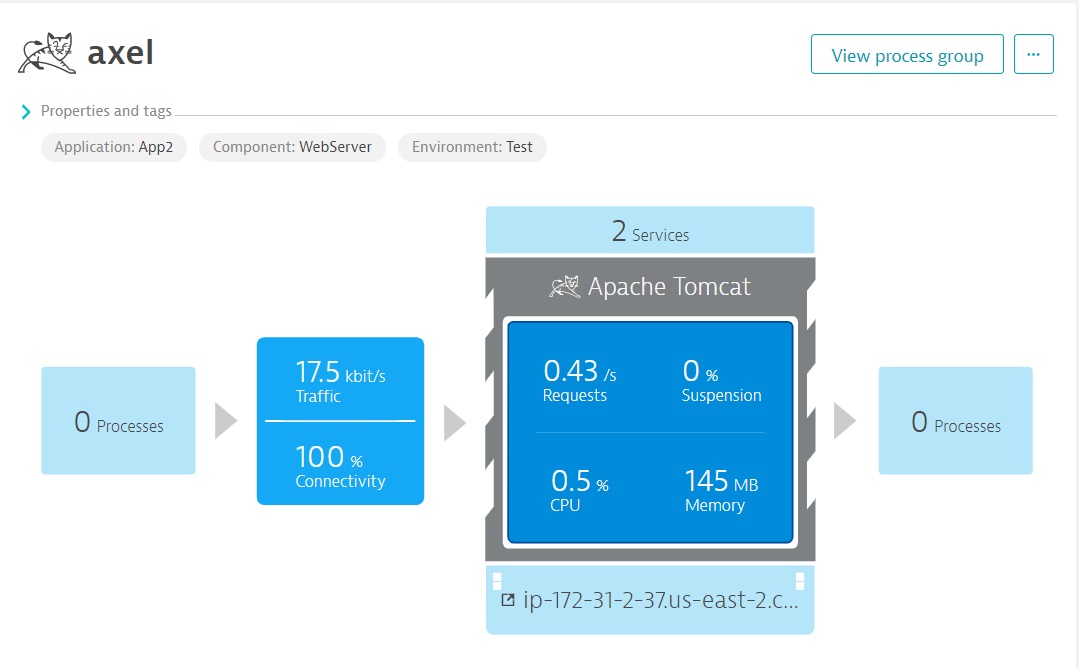 axel
View process group
...
Properties and tags
Application: App2
Component: WebServer
Environment: Test
2 Services
Apache Tomcat
0 Processes
17.5 kbit/s
Traffic
100 %
Connectivity
0.43 /s
Requests
0 %
Suspension
0.5 %
CPU
145 MB
Memory
0 Processes
ip-172-31-2-37.us-east-2.c...